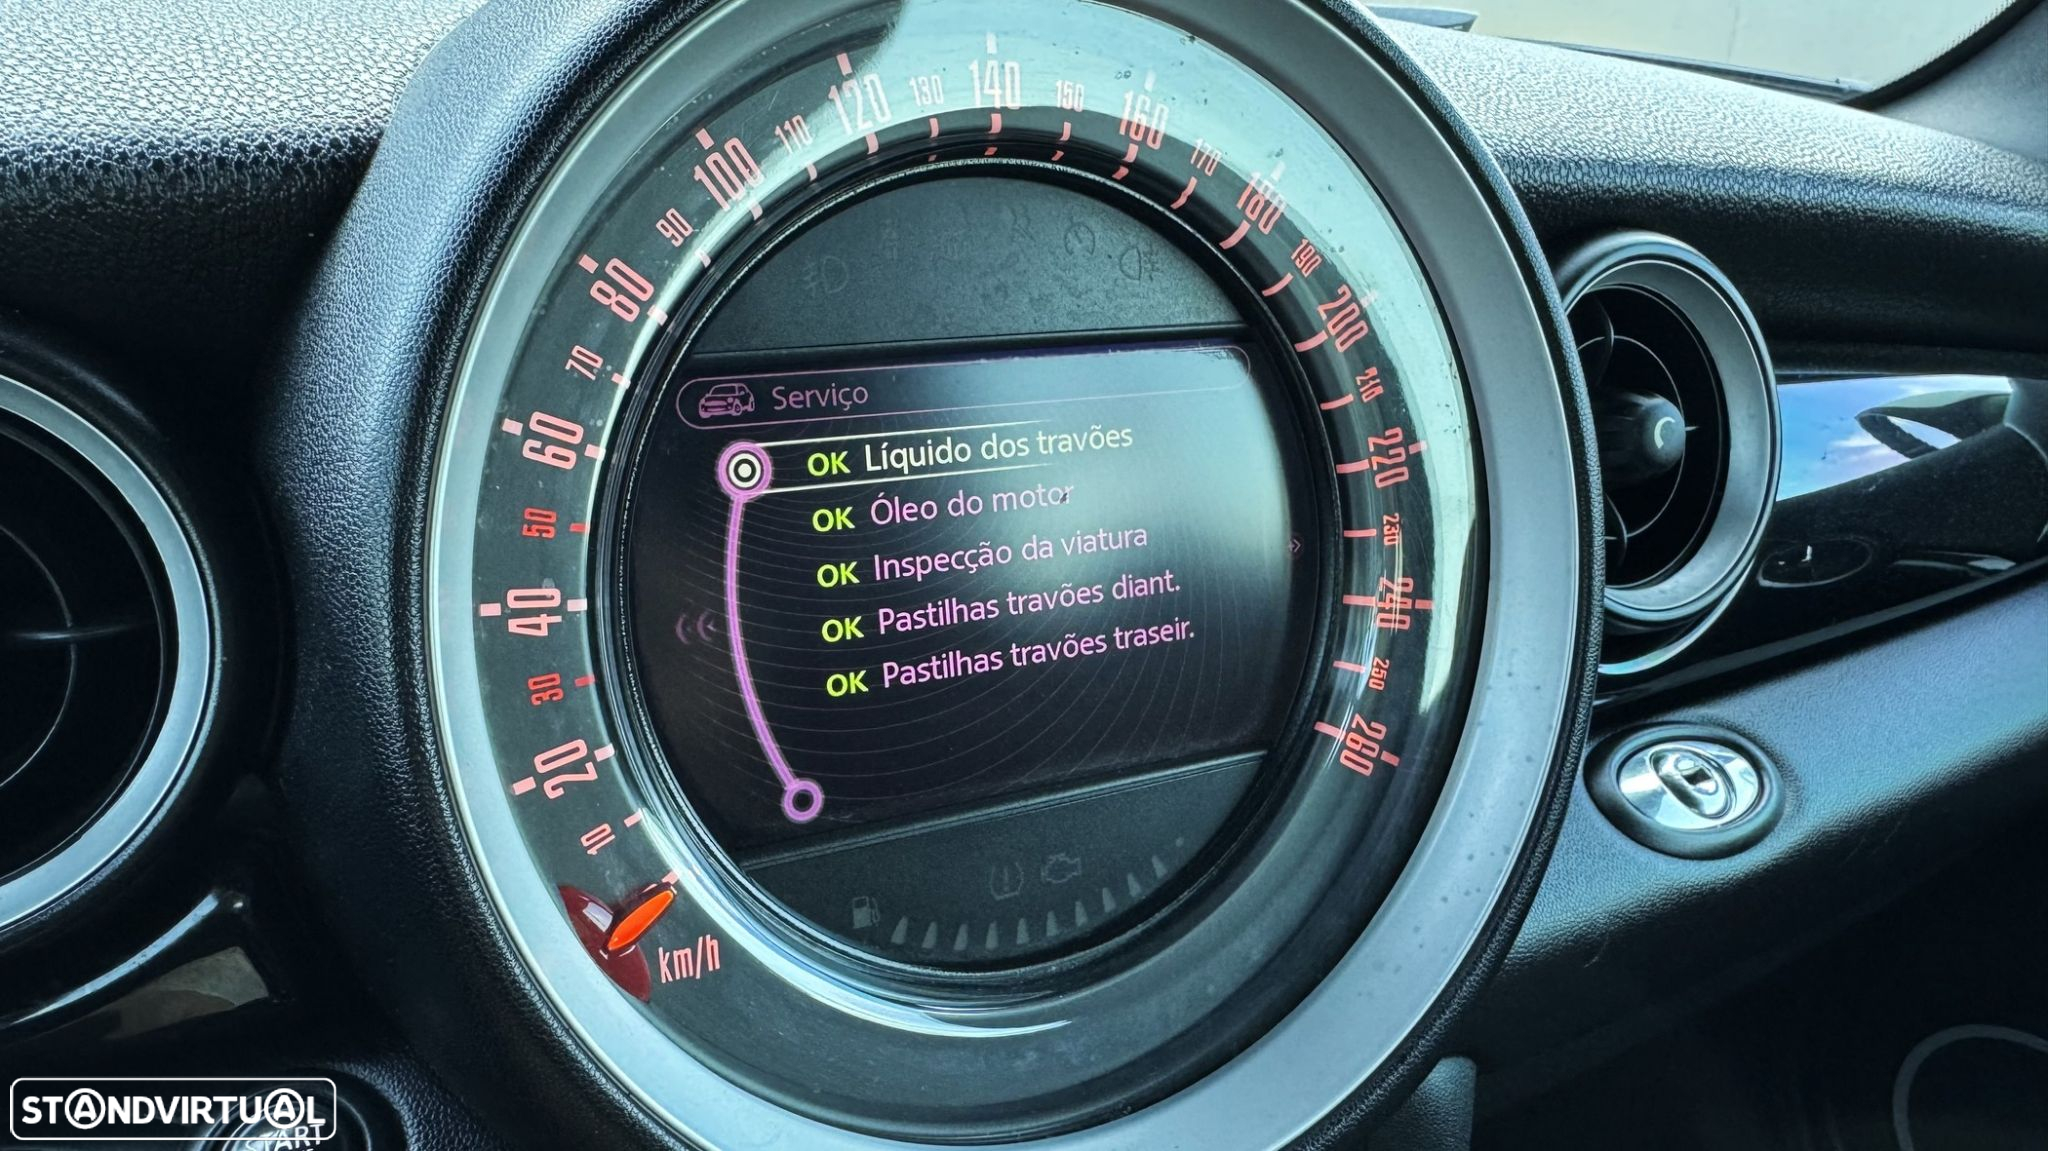 Serviço
OK Líquido dos travões
OK Óleo do motor
OK Inspecção da viatura
OK Pastilhas travões diant.
OK Pastilhas travões traseir.
10
20
30
40
50
60
70
80
90
100
110
120
130
140
150
160
170
180
190
200
210
220
230
240
250
260
km/h
STANDVIRTUAL
START